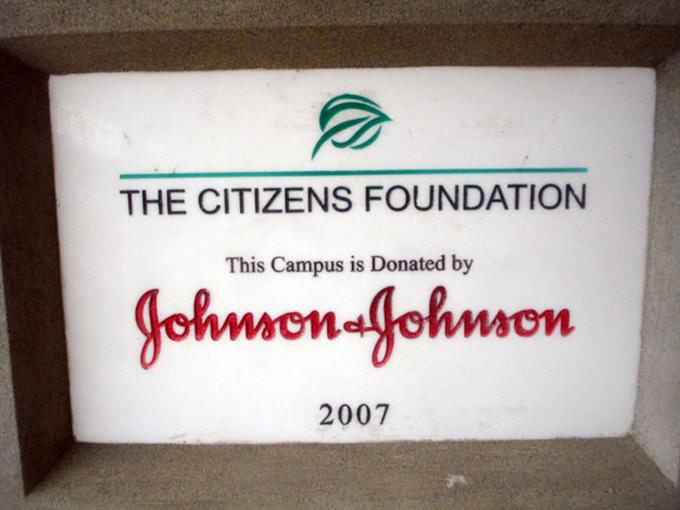 THE CITIZENS FOUNDATION
This Campus is Donated by
Johnson & Johnson
2007